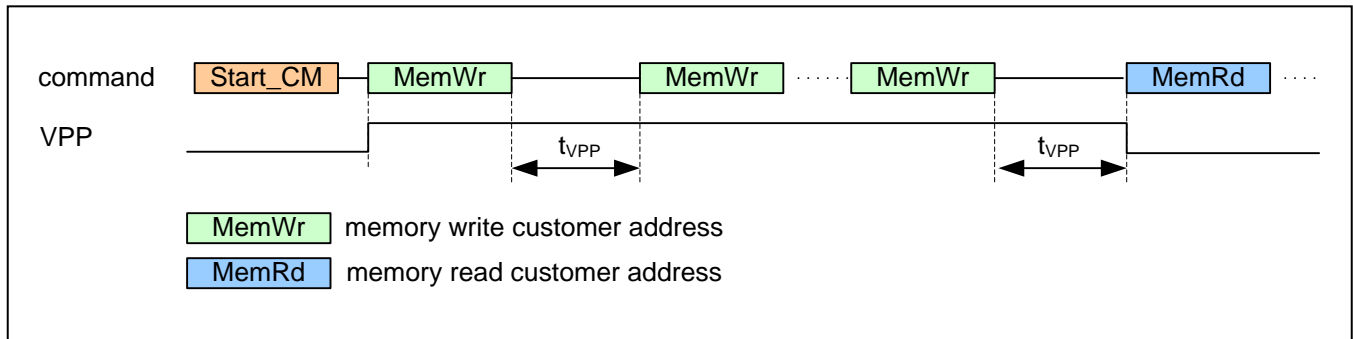 command Start_CM MemWr MemWr ...... MemWr MemRd ....
VPP tVPP tVPP
MemWr memory write customer address
MemRd memory read customer address